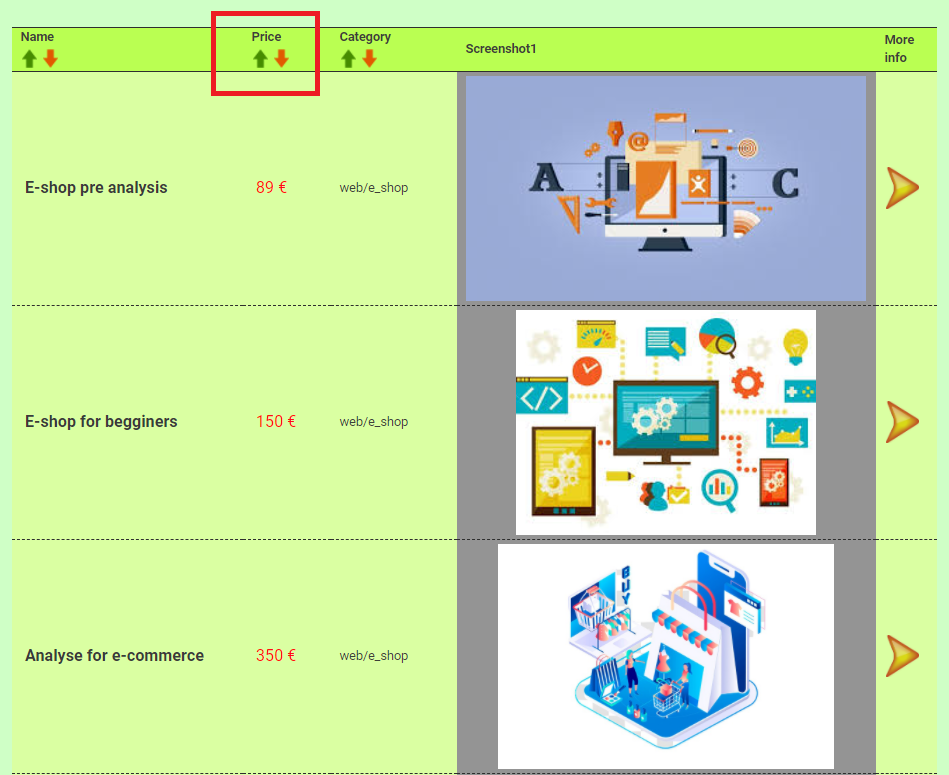 Name Price Category Screenshot1 More
info
E-shop pre analysis 89 € web/e_shop
A @ C
E-shop for begginers 150 € web/e_shop
</>
Analyse for e-commerce 350 € web/e_shop
BUY